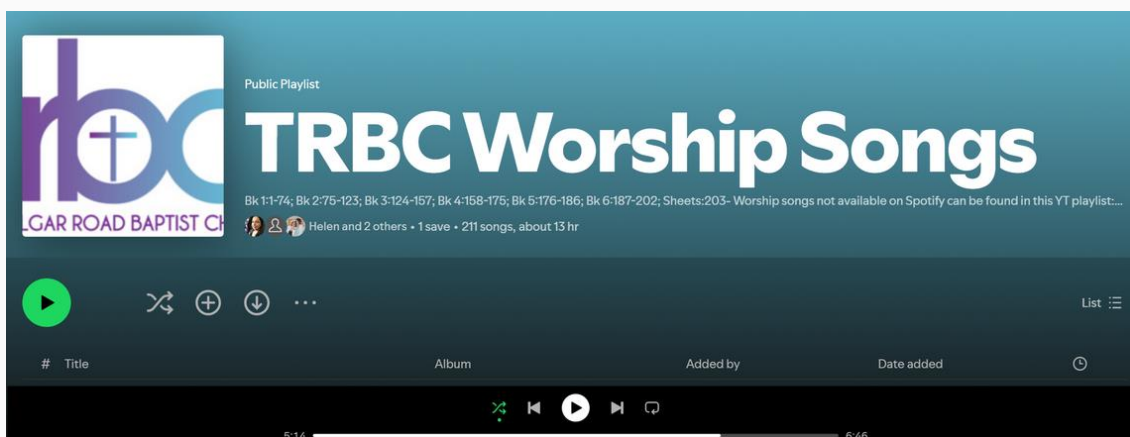 rbc
LGAR ROAD BAPTIST CH
Public Playlist
TRBC Worship Songs
Bk 1:1-74; Bk 2:75-123; Bk 3:124-157; Bk 4:158-175; Bk 5:176-186; Bk 6:187-202; Sheets:203- Worship songs not available on Spotify can be found in this YT playlist:...
Helen and 2 others • 1 save • 211 songs, about 13 hr
List
# Title Album Added by Date added
5:14 6:46